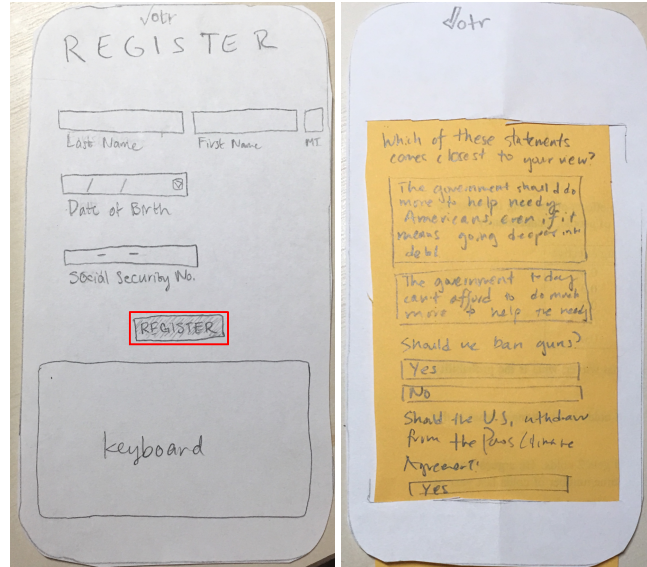 Votr
REGISTER
Last Name
First Name
MI
/ /
Date of Birth
– –
Social Security No.
REGISTER
keyboard
Votr
Which of these statements
comes closest to your view?
The government should do
more to help needy
Americans, even if it
means going deeper into
debt
The government today
can't afford to do much
more to help the needy
Should we ban guns?
Yes
No
Should the U.S. withdraw
from the Paris Climate
Agreement?
Yes